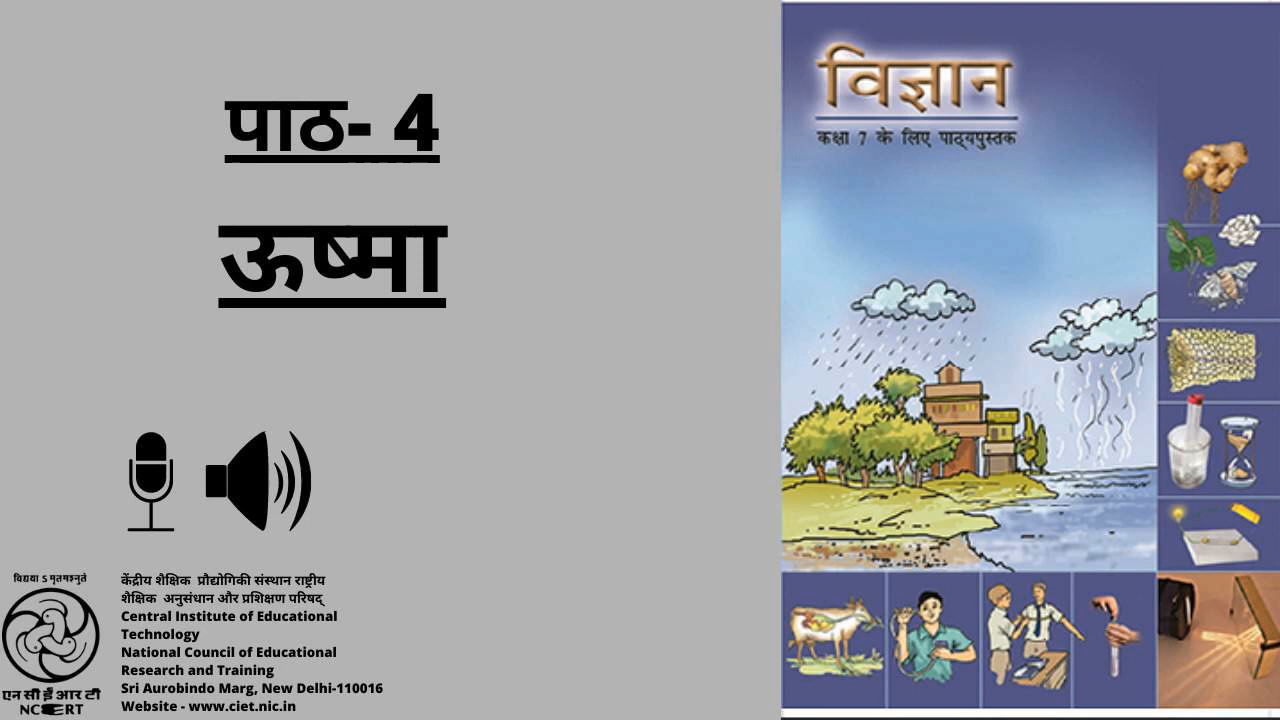 पाठ- 4
ऊष्मा
विद्यया ऽ मृतमश्नुते
एन सी ई आर टी
NCERT
केंद्रीय शैक्षिक प्रौद्योगिकी संस्थान राष्ट्रीय
शैक्षिक अनुसंधान और प्रशिक्षण परिषद्
Central Institute of Educational
Technology
National Council of Educational
Research and Training
Sri Aurobindo Marg, New Delhi-110016
Website - www.ciet.nic.in
विज्ञान
कक्षा 7 के लिए पाठ्यपुस्तक